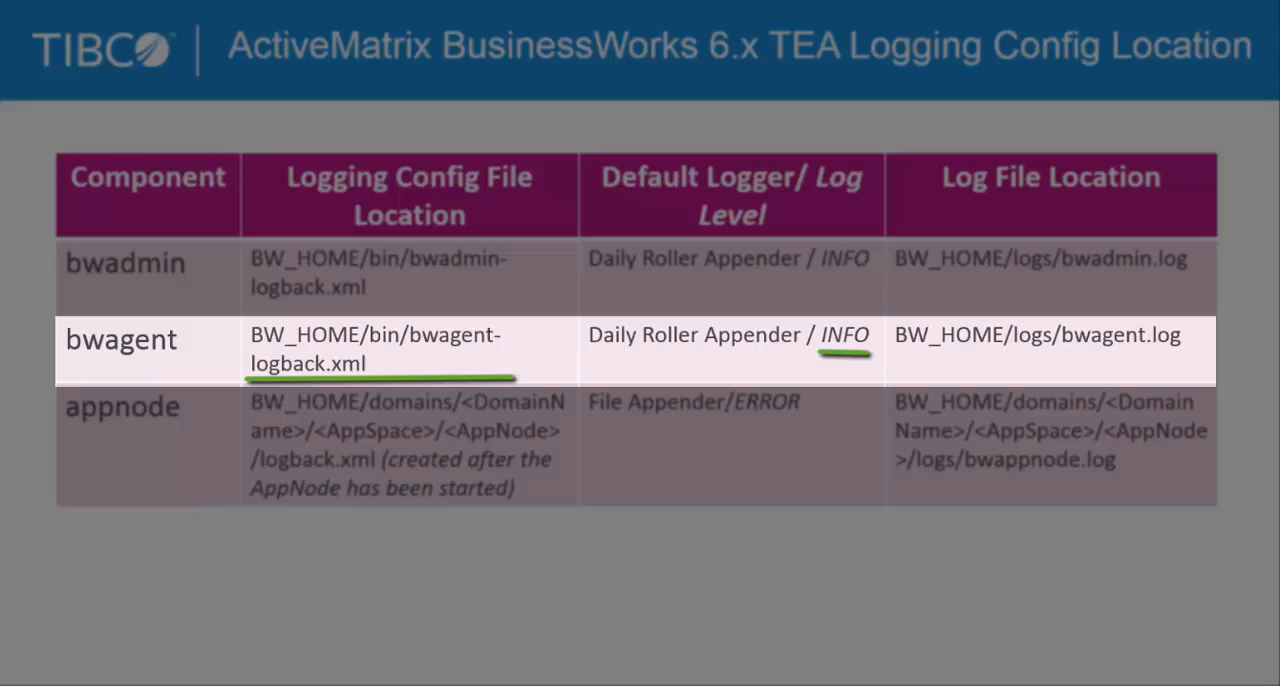 TIBCO™ | ActiveMatrix BusinessWorks 6.x TEA Logging Config Location
Component
Logging Config File
Location
Default Logger/ Log
Level
Log File Location
bwadmin
BW_HOME/bin/bwadmin-
logback.xml
Daily Roller Appender / INFO
BW_HOME/logs/bwadmin.log
bwagent
BW_HOME/bin/bwagent-
logback.xml
Daily Roller Appender / INFO
BW_HOME/logs/bwagent.log
appnode
BW_HOME/domains/<DomainN
ame>/<AppSpace>/<AppNode>
/logback.xml (created after the
AppNode has been started)
File Appender/ERROR
BW_HOME/domains/<Domain
Name>/<AppSpace>/<AppNode
>/logs/bwappnode.log